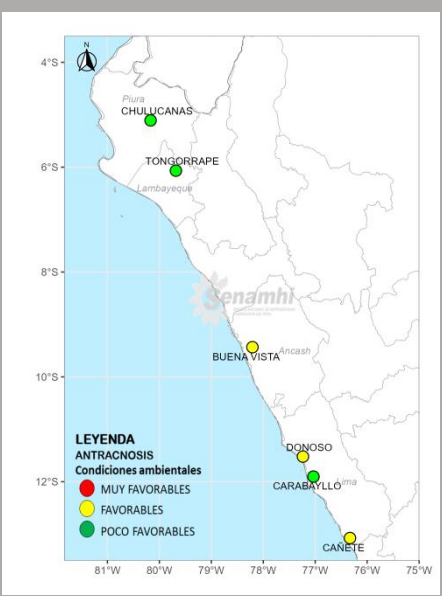 N
4°S
Piura
CHULUCANAS
6°S
TONGORRAPE
Lambayeque
8°S
Senamhi
BUENA VISTA
Ancash
10°S
LEYENDA
ANTRACNOSIS
Condiciones ambientales
MUY FAVORABLES
FAVORABLES
POCO FAVORABLES
DONOSO
12°S
CARABAYLLO
Lima
CAÑETE
81°W 80°W 79°W 78°W 77°W 76°W 75°W